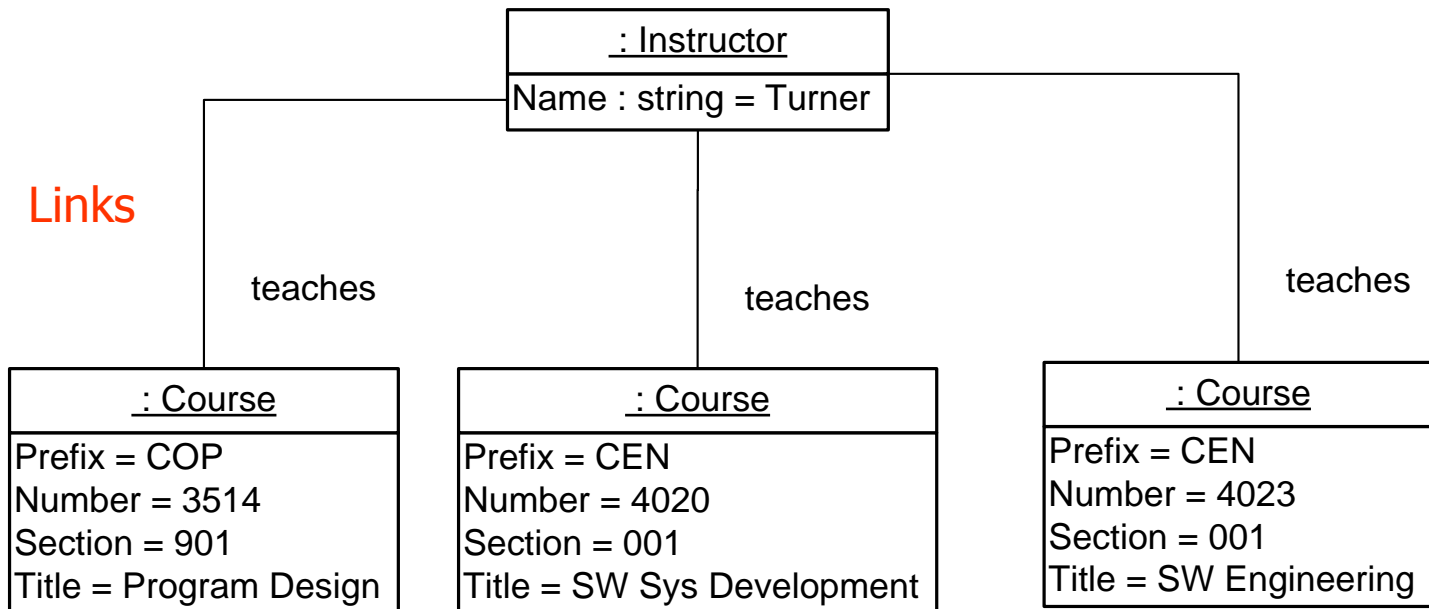 : Instructor
Name : string = Turner
Links
teaches
teaches
teaches
: Course
Prefix = COP
Number = 3514
Section = 901
Title = Program Design
: Course
Prefix = CEN
Number = 4020
Section = 001
Title = SW Sys Development
: Course
Prefix = CEN
Number = 4023
Section = 001
Title = SW Engineering